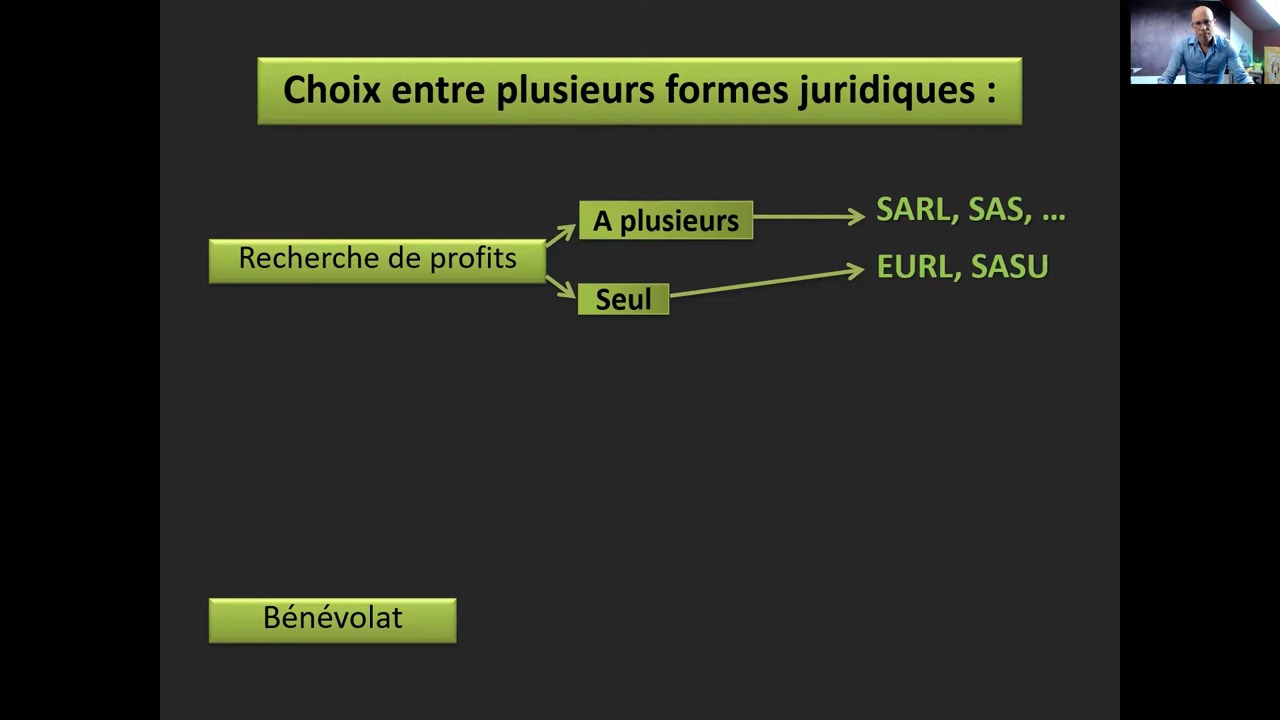 Choix entre plusieurs formes juridiques :
A plusieurs
SARL, SAS, ...
Recherche de profits
EURL, SASU
Seul
Bénévolat